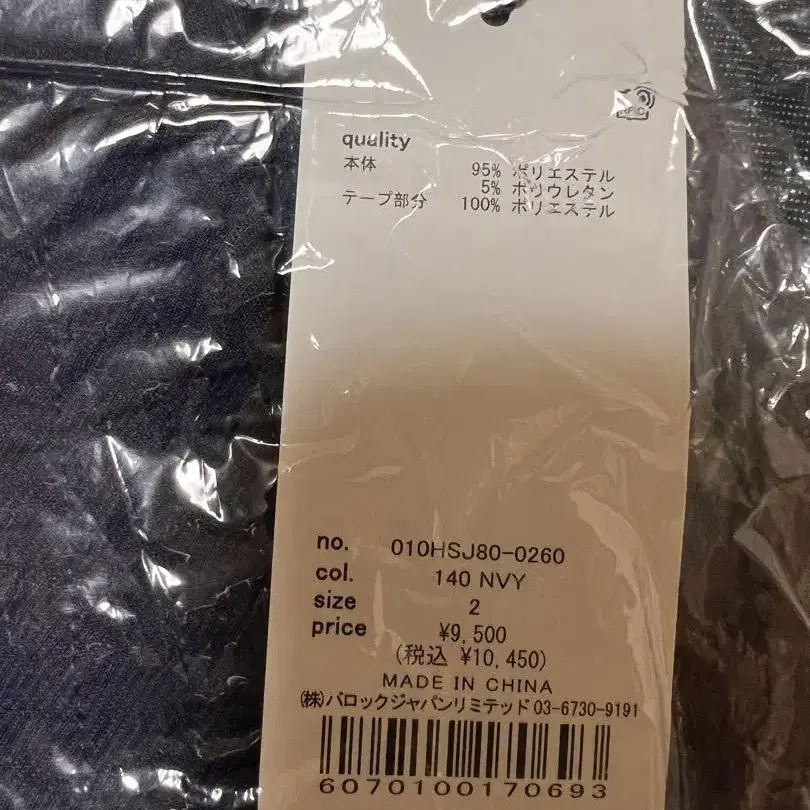 RFID
quality
本体 95% ポリエステル
5% ポリウレタン
テープ部分 100% ポリエステル
no. 010HSJ80-0260
col. 140 NVY
size 2
price ¥9,500
(税込 ¥10,450)
MADE IN CHINA
(株)バロックジャパンリミテッド 03-6730-9191
6070100170693